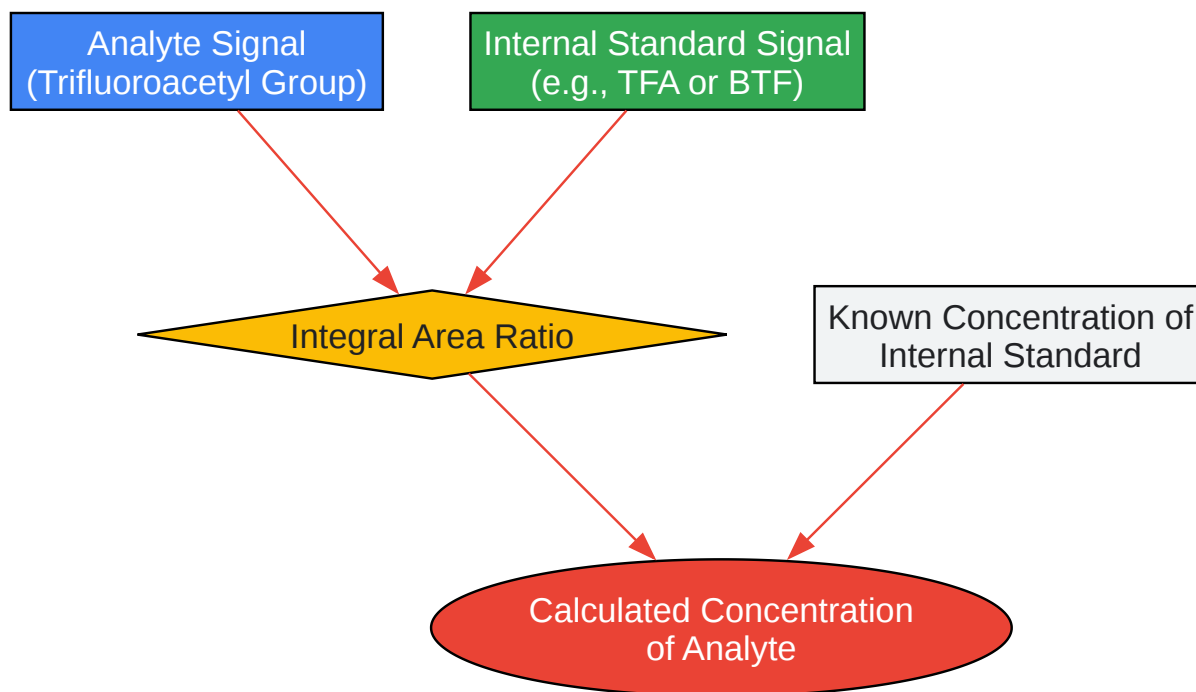 Analyte Signal
(Trifluoroacetyl Group)
Internal Standard Signal
(e.g., TFA or BTF)
Integral Area Ratio
Known Concentration of
Internal Standard
Calculated Concentration
of Analyte